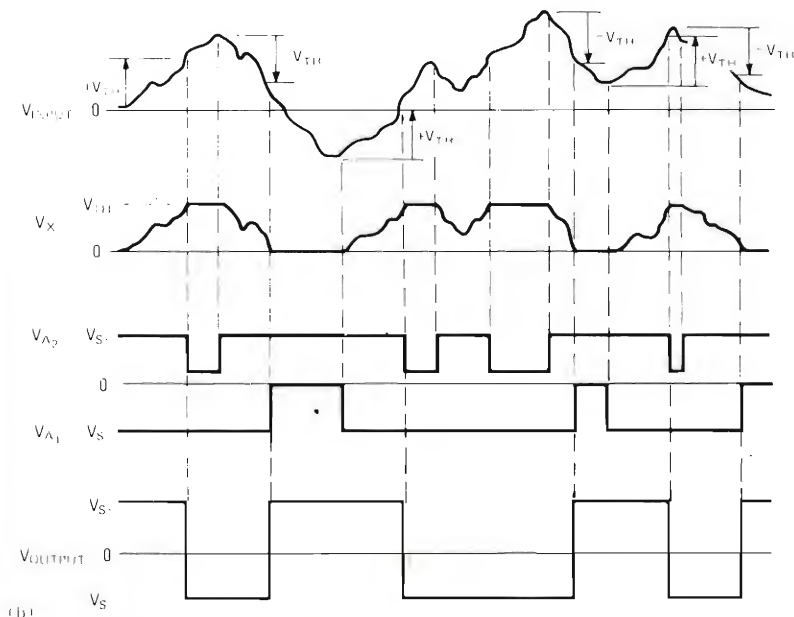 +V_TH
V_TH
-V_TH
+V_TH
-V_TH
+V_TH
V_INPUT 0
V_TH
V_X
0
V_A2 V_S+
0
V_A1 V_S
V_S+
V_OUTPUT 0
V_S
(b)